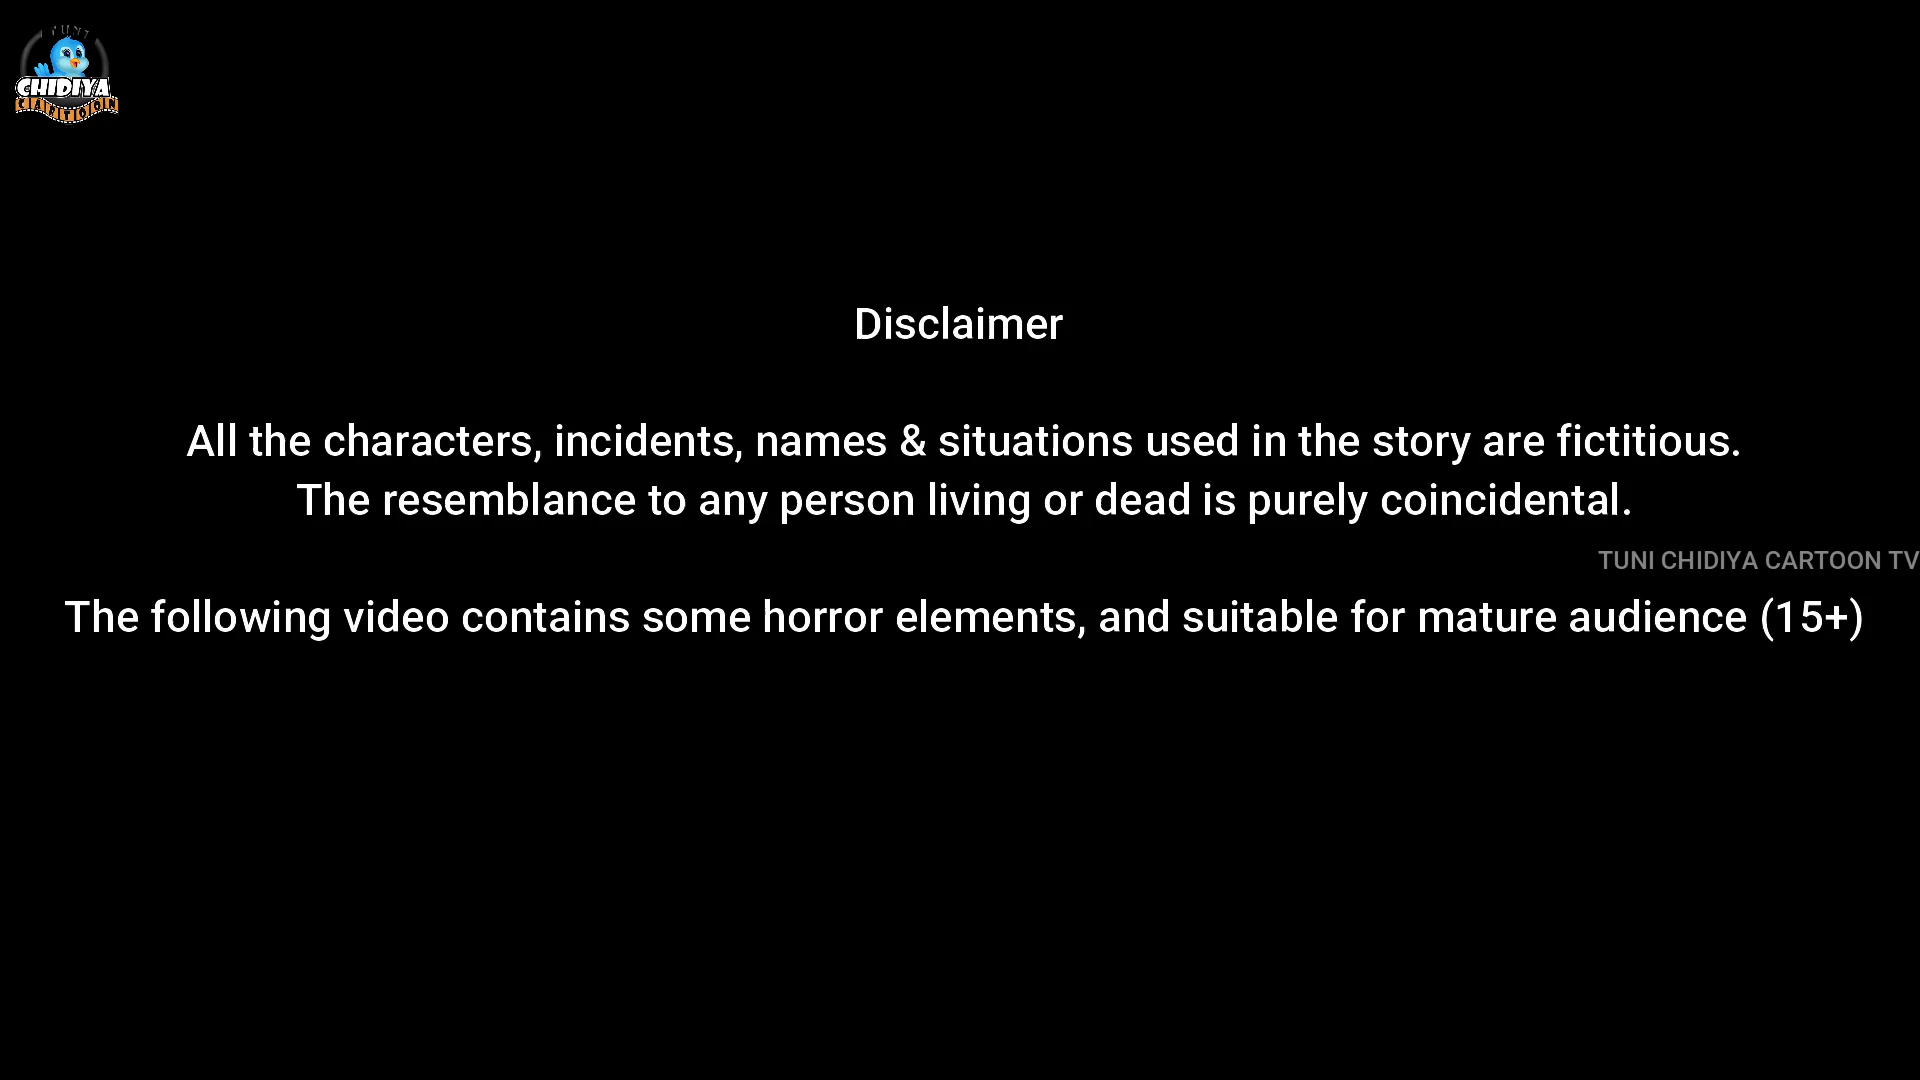 TUNI
CHIDIYA
CARTOON
Disclaimer
All the characters, incidents, names & situations used in the story are fictitious.
The resemblance to any person living or dead is purely coincidental.
TUNI CHIDIYA CARTOON TV
The following video contains some horror elements, and suitable for mature audience (15+)